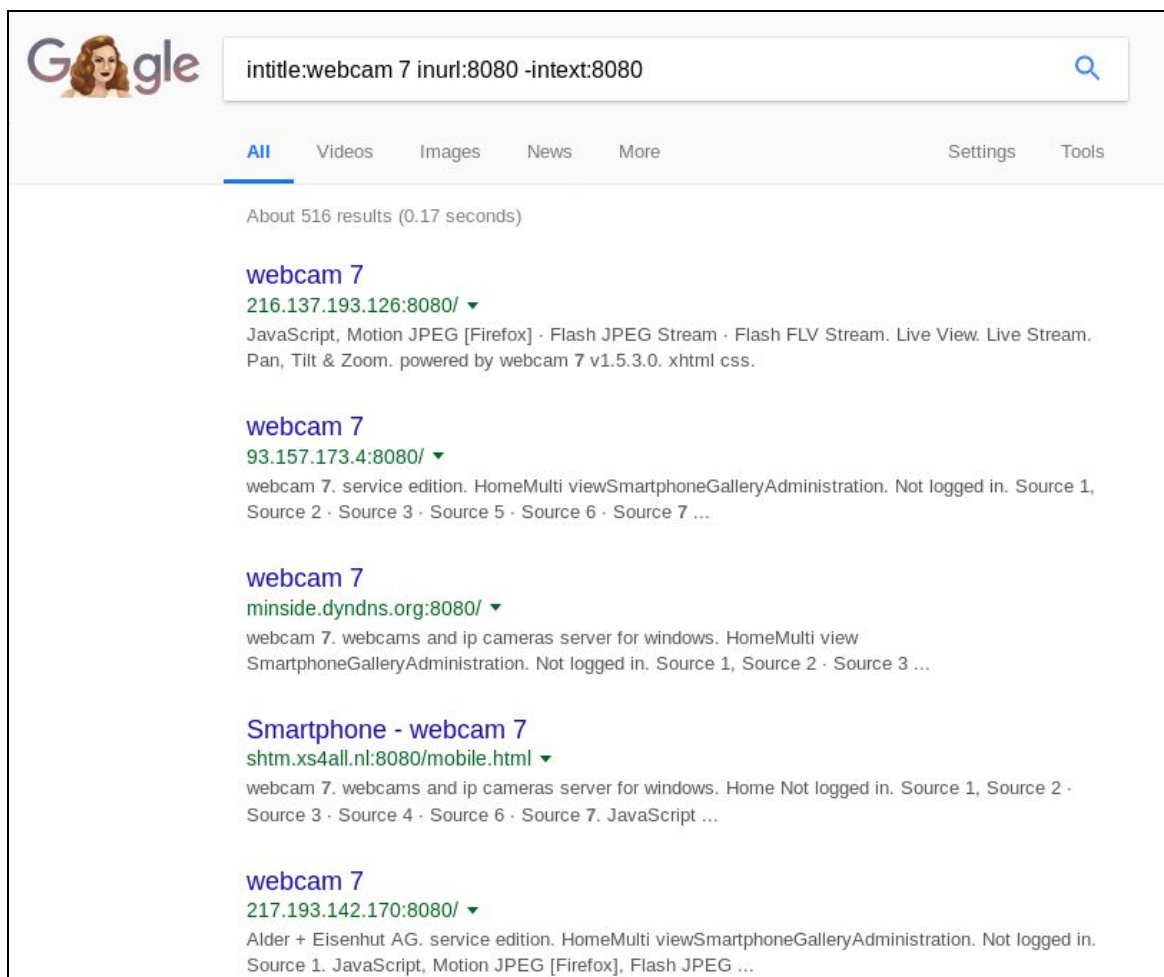 Google
intitle:webcam 7 inurl:8080 -intext:8080
All Videos Images News More Settings Tools
About 516 results (0.17 seconds)
webcam 7
216.137.193.126:8080/
JavaScript, Motion JPEG [Firefox] · Flash JPEG Stream · Flash FLV Stream. Live View. Live Stream.
Pan, Tilt & Zoom. powered by webcam 7 v1.5.3.0. xhtml css.
webcam 7
93.157.173.4:8080/
webcam 7. service edition. HomeMulti viewSmartphoneGalleryAdministration. Not logged in. Source 1,
Source 2 · Source 3 · Source 5 · Source 6 · Source 7 ...
webcam 7
minside.dyndns.org:8080/
webcam 7. webcams and ip cameras server for windows. HomeMulti view
SmartphoneGalleryAdministration. Not logged in. Source 1, Source 2 · Source 3 ...
Smartphone - webcam 7
shtm.xs4all.nl:8080/mobile.html
webcam 7. webcams and ip cameras server for windows. Home Not logged in. Source 1, Source 2 ·
Source 3 · Source 4 · Source 6 · Source 7. JavaScript ...
webcam 7
217.193.142.170:8080/
Alder + Eisenhut AG. service edition. HomeMulti viewSmartphoneGalleryAdministration. Not logged in.
Source 1. JavaScript, Motion JPEG [Firefox], Flash JPEG ...